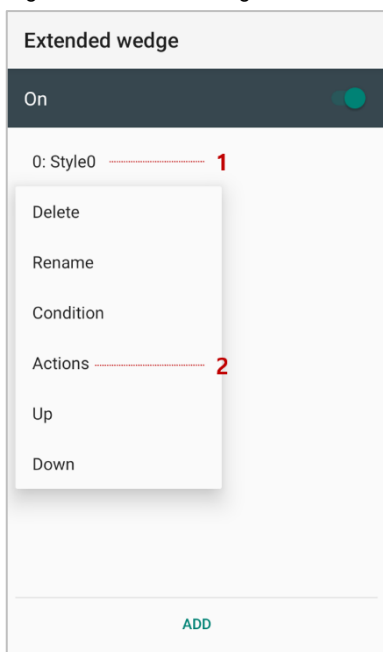 Extended wedge
On
0: Style0 1
Delete
Rename
Condition
Actions 2
Up
Down
ADD